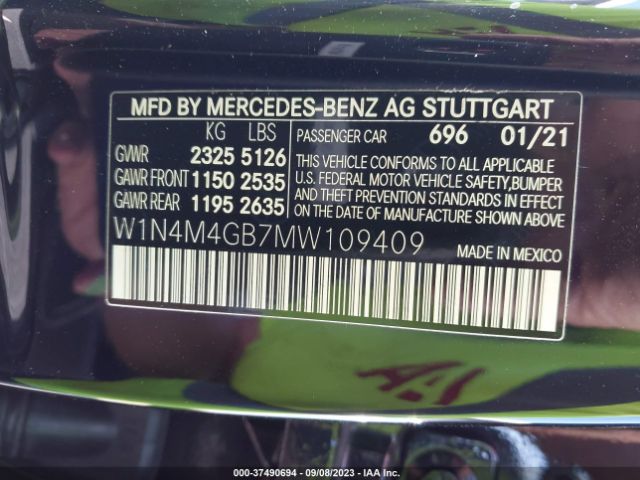 MFD BY MERCEDES-BENZ AG STUTTGART
KG LBS PASSENGER CAR 696 01/21
GVWR 2325 5126
GAWR FRONT 1150 2535
GAWR REAR 1195 2635
THIS VEHICLE CONFORMS TO ALL APPLICABLE
U.S. FEDERAL MOTOR VEHICLE SAFETY,BUMPER
AND THEFT PREVENTION STANDARDS IN EFFECT
ON THE DATE OF MANUFACTURE SHOWN ABOVE
W1N4M4GB7MW109409 MADE IN MEXICO
000-37490694 - 09/08/2023 - IAA Inc.